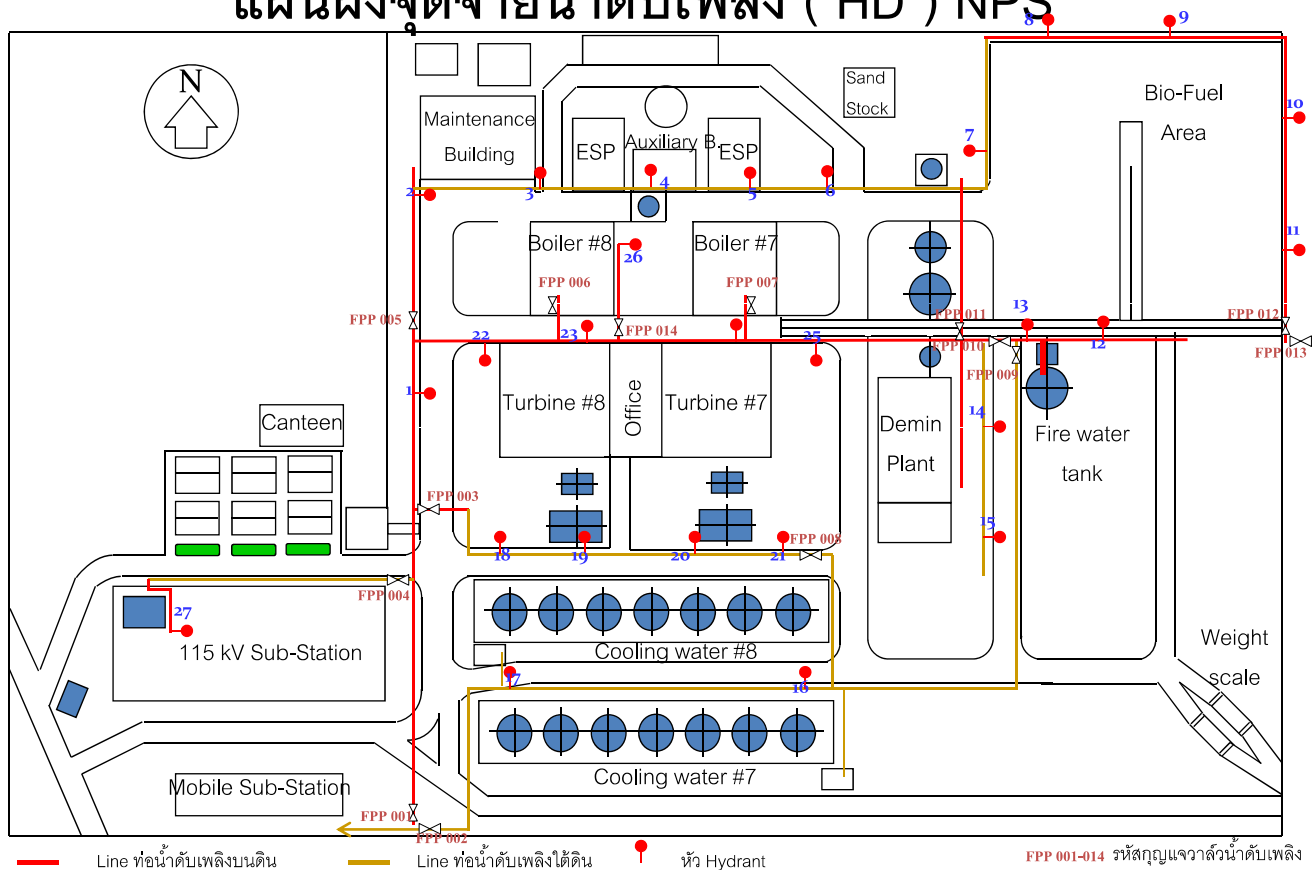 แผนผังจุดจ่ายน้ำดับเพลิง ( HD ) NPS
8
9
N
Sand
Stock
Bio-Fuel
Area
10
Maintenance
Building
ESP
Auxiliary B.
ESP
7
2
3
4
5
6
Boiler #8
26
Boiler #7
11
FPP 006
FPP 007
FPP 005
FPP 014
FPP 011
13
FPP 012
22
23
25
FPP 010
12
FPP 013
FPP 009
1
Turbine #8
Office
Turbine #7
14
Canteen
Demin
Plant
Fire water
tank
FPP 003
15
18
19
20
21
FPP 008
FPP 004
27
115 kV Sub-Station
Cooling water #8
Weight
scale
17
16
Cooling water #7
Mobile Sub-Station
FPP 001
FPP 002
Line ท่อน้ำดับเพลิงบนดิน
Line ท่อน้ำดับเพลิงใต้ดิน
หัว Hydrant
FPP 001-014 รหัสกุญแจวาล์วน้ำดับเพลิง